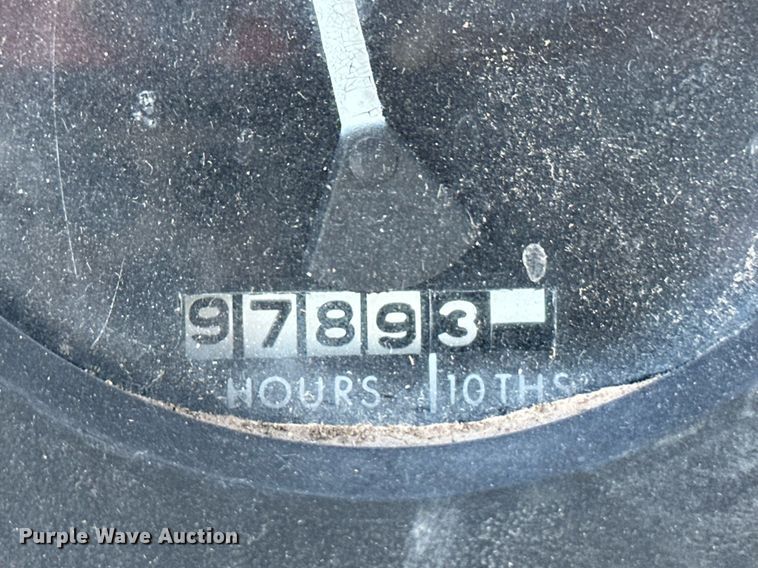 97893
HOURS 10THS
Purple Wave Auction